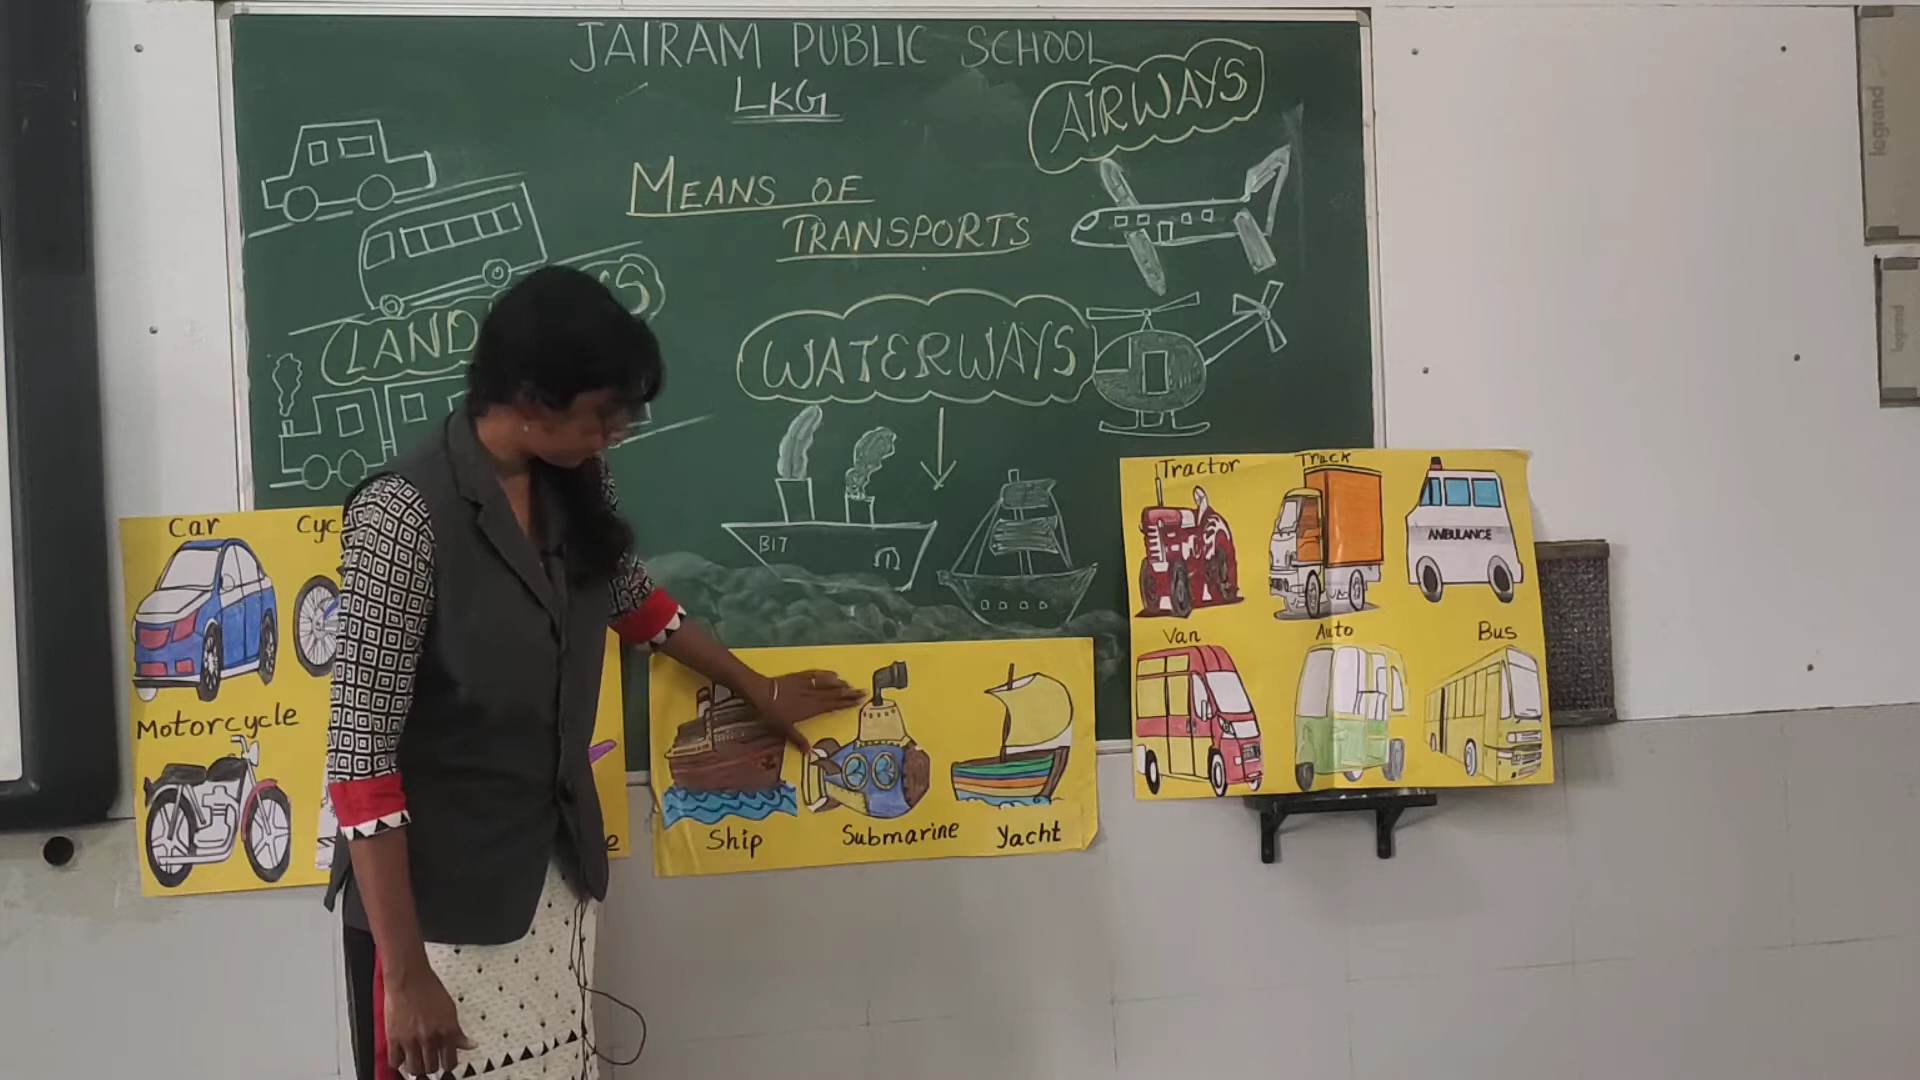 JAIRAM PUBLIC SCHOOL
LKG
AIRWAYS
MEANS OF
TRANSPORTS
WATERWAYS
B17
Car
Motorcycle
Ship
Submarine
Yacht
Tractor
Truck
AMBULANCE
Van
Auto
Bus
legrand
legrand